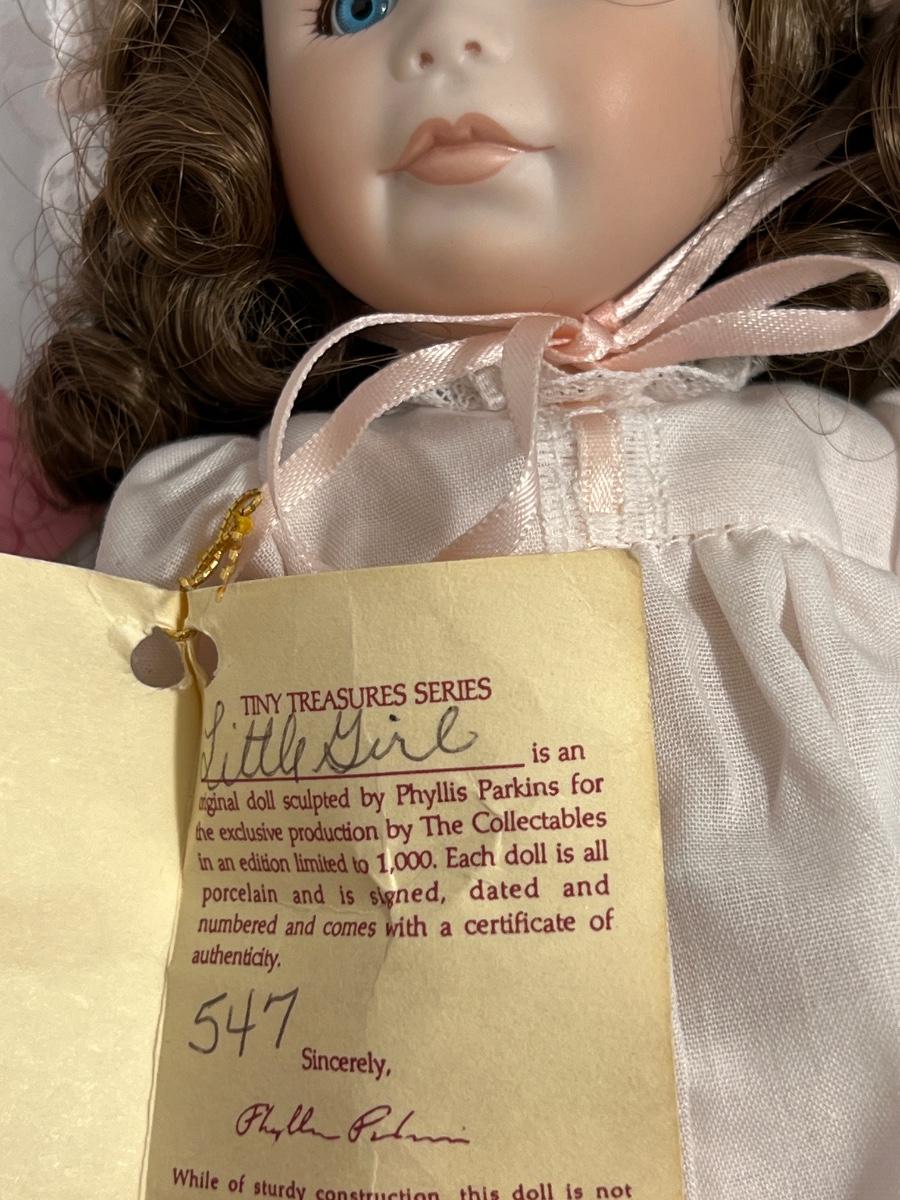 TINY TREASURES SERIES
Little Girl is an
original doll sculpted by Phyllis Parkins for
the exclusive production by The Collectables
in an edition limited to 1,000. Each doll is all
porcelain and is signed, dated and
numbered and comes with a certificate of
authenticity.
547
Sincerely,
Phyllis Parkins
While of sturdy construction, this doll is not